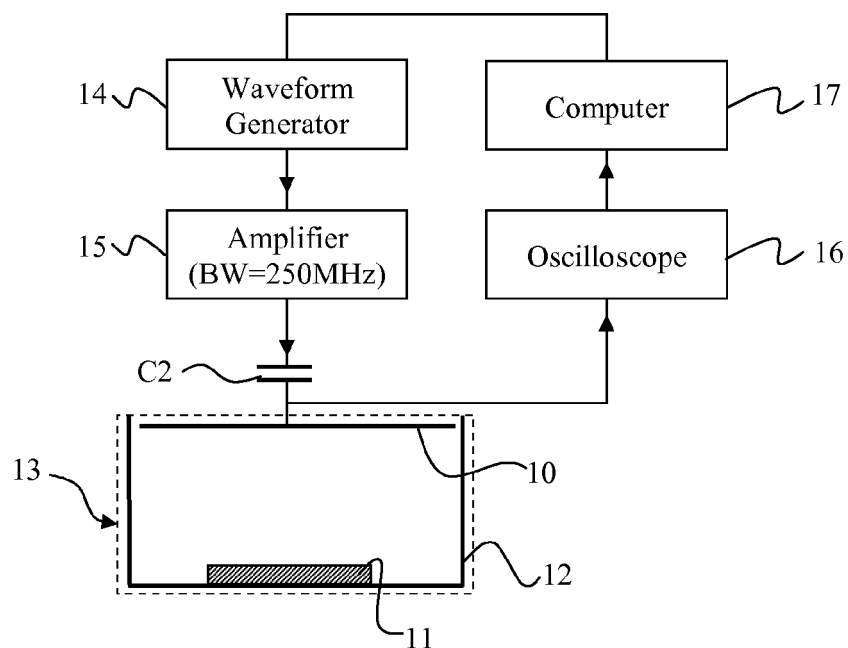 14
Waveform
Generator
Computer
17
15
Amplifier
(BW=250MHz)
Oscilloscope
16
C2
13
10
12
11